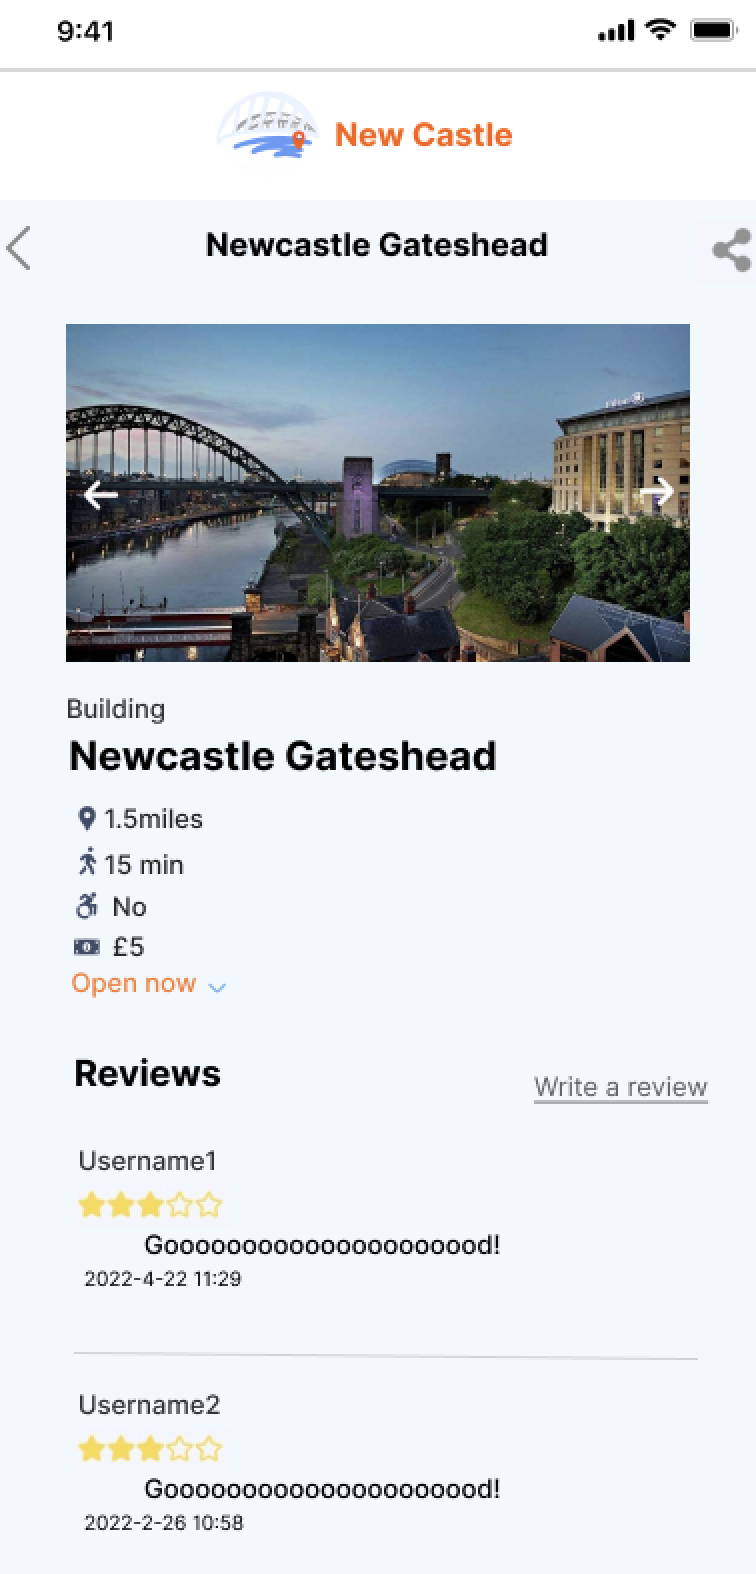 9:41
New Castle
Newcastle Gateshead
Building
Newcastle Gateshead
1.5miles
15 min
No
£5
Open now
Reviews
Write a review
Username1
Gooooooooooooooooooood!
2022-4-22 11:29
Username2
Gooooooooooooooooooood!
2022-2-26 10:58